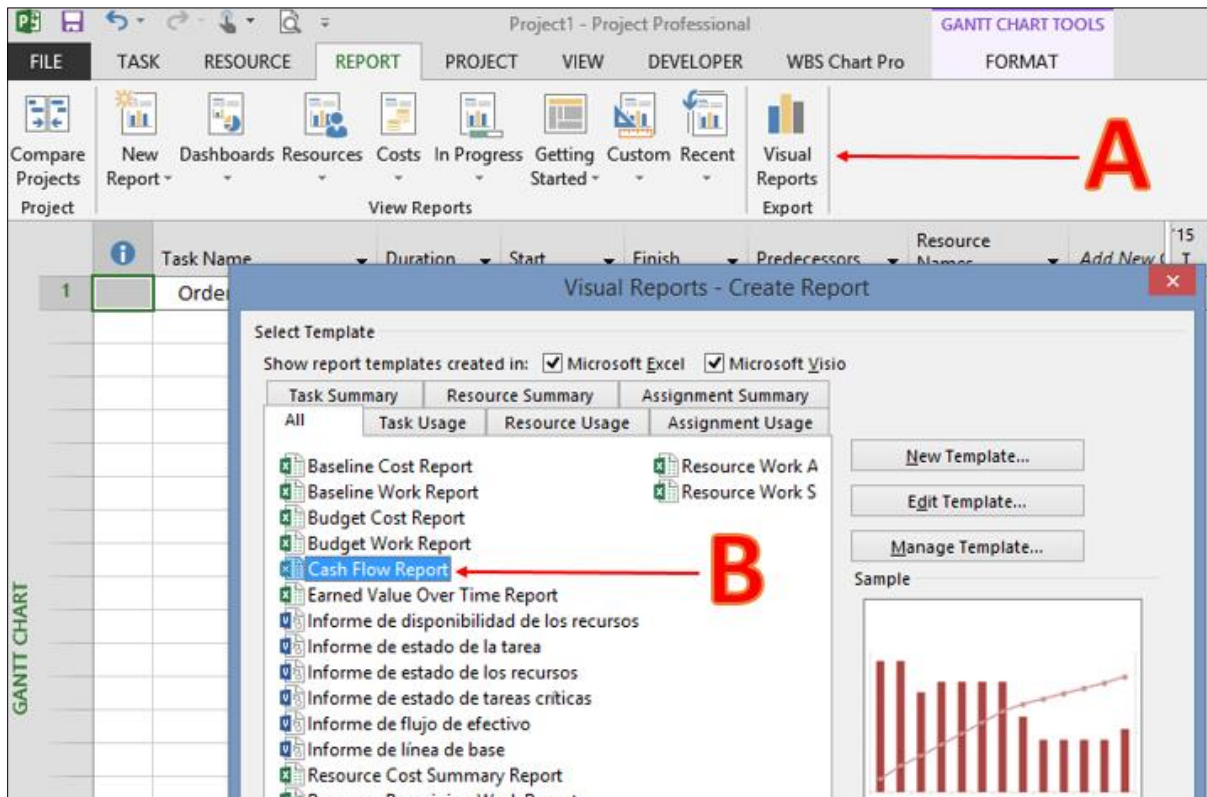 Project1 - Project Professional
GANTT CHART TOOLS
FILE TASK RESOURCE REPORT PROJECT VIEW DEVELOPER WBS Chart Pro FORMAT
Compare Projects
New Report
Dashboards
Resources
Costs
In Progress
Getting Started
Custom
Recent
Visual Reports
A
Project
View Reports
Export
Task Name Duration Start Finish Predecessors Resource Names Add New '15 T
1
Visual Reports - Create Report
Select Template
Show report templates created in: Microsoft Excel Microsoft Visio
Task Summary Resource Summary Assignment Summary
All Task Usage Resource Usage Assignment Usage
Baseline Cost Report
Baseline Work Report
Budget Cost Report
Budget Work Report
Cash Flow Report
Earned Value Over Time Report
Informe de disponibilidad de los recursos
Informe de estado de la tarea
Informe de estado de los recursos
Informe de estado de tareas críticas
Informe de flujo de efectivo
Informe de línea de base
Resource Cost Summary Report
Resource Work A
Resource Work S
B
New Template...
Edit Template...
Manage Template...
Sample
GANTT CHART